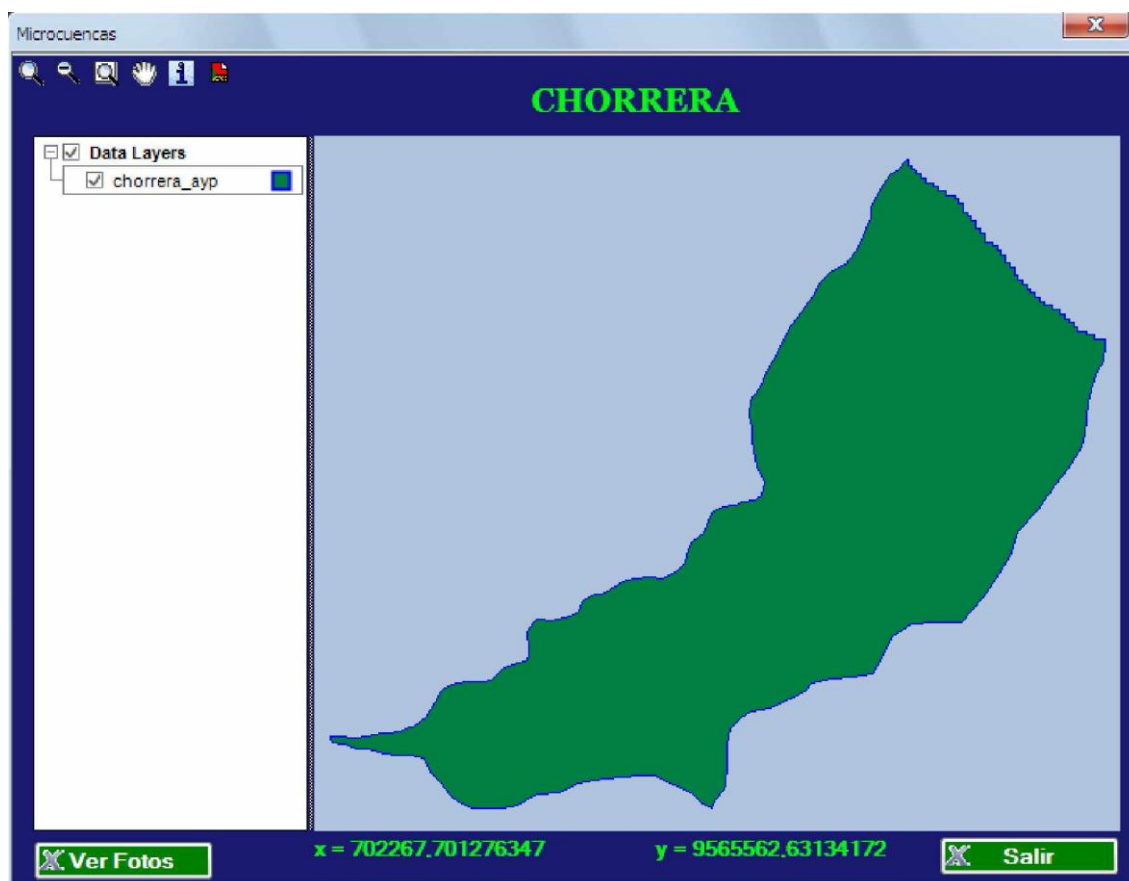 Microcuencas
CHORRERA
Data Layers
chorrera_ayp
Ver Fotos
x = 702267,701276347
y = 9565562,63134172
Salir